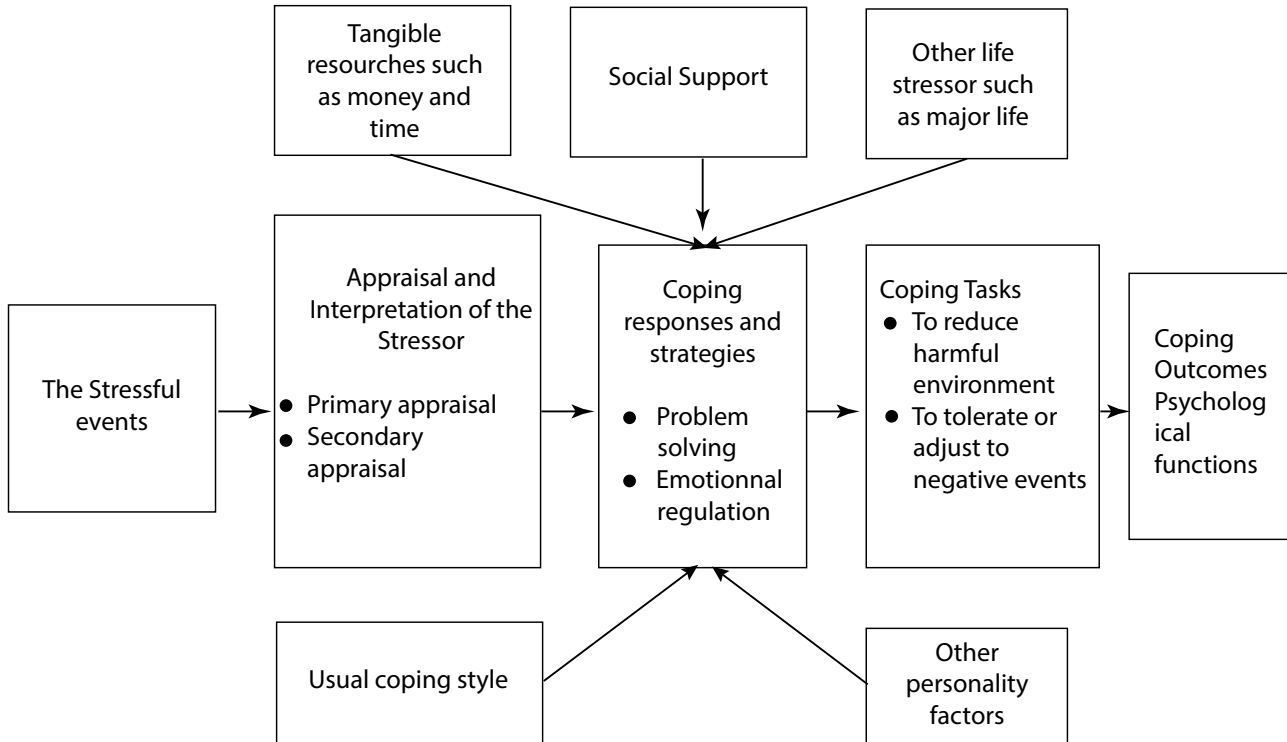 Tangible
resourches such
as money and
time
Social Support
Other life
stressor such
as major life
The Stressful
events
Appraisal and
Interpretation of the
Stressor
● Primary appraisal
● Secondary
appraisal
Coping
responses and
strategies
● Problem
solving
● Emotionnal
regulation
Coping Tasks
● To reduce
harmful
environment
● To tolerate or
adjust to
negative events
Coping
Outcomes
Psycholog
ical
functions
Usual coping style
Other
personality
factors